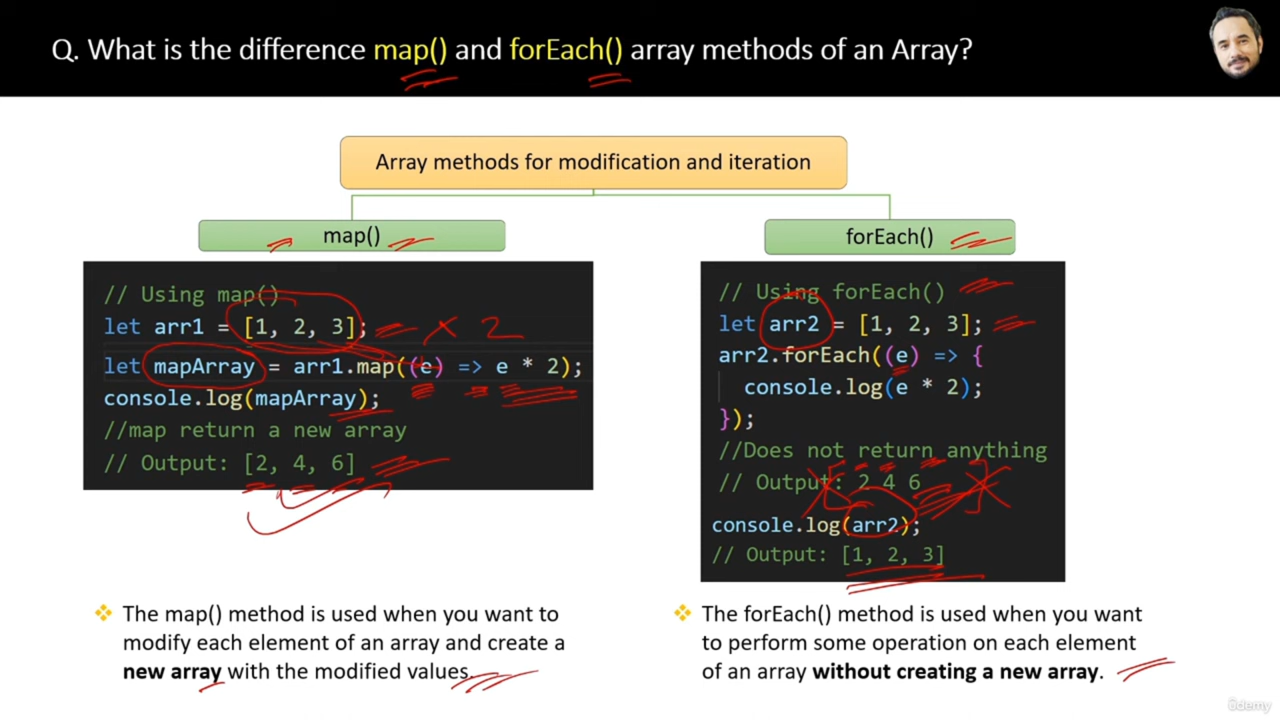 Q. What is the difference map() and forEach() array methods of an Array?
Array methods for modification and iteration
map()
// Using map()
let arr1 = [1, 2, 3];
× 2
let mapArray = arr1.map((e) => e * 2);
console.log(mapArray);
//map return a new array
// Output: [2, 4, 6]
The map() method is used when you want to
modify each element of an array and create a
new array with the modified values.
forEach()
// Using forEach()
let arr2 = [1, 2, 3];
arr2.forEach((e) => {
console.log(e * 2);
});
//Does not return anything
// Output: 2 4 6
console.log(arr2);
// Output: [1, 2, 3]
The forEach() method is used when you want
to perform some operation on each element
of an array without creating a new array.
ûdemy